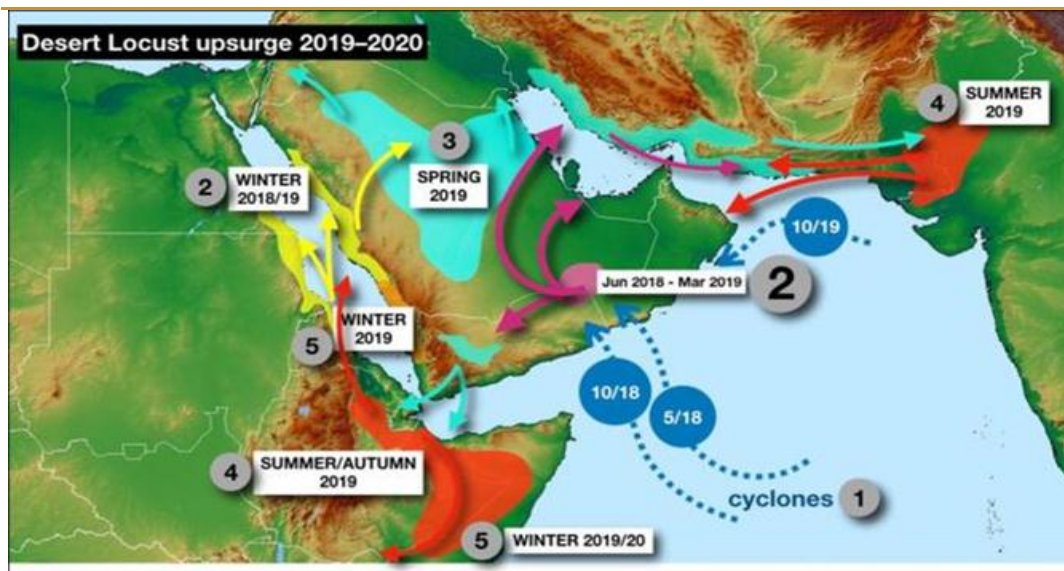 Desert Locust upsurge 2019–2020
4
SUMMER
2019
3
SPRING
2019
2
WINTER
2018/19
10/19
Jun 2018 - Mar 2019
2
WINTER
2019
5
10/18
5/18
4
SUMMER/AUTUMN
2019
cyclones
1
5
WINTER 2019/20